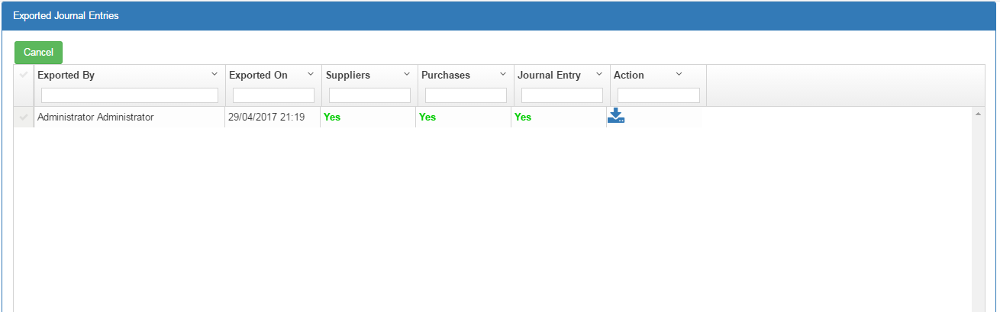 Exported Journal Entries
Cancel
Exported By Exported On Suppliers Purchases Journal Entry Action
Administrator Administrator 29/04/2017 21:19 Yes Yes Yes